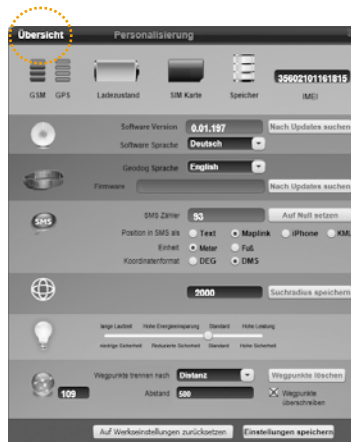 Übersicht Personalisierung
35602101161815
GSM GPS Ladezustand SIM Karte Speicher IMEI
Software Version 0.01.197 Nach Updates suchen
Software Sprache Deutsch
Geodog Sprache English
Firmware Nach Updates suchen
SMS SMS Zähler 93 Auf Null setzen
Position in SMS als Text Maplink iPhone KML
Einheit Meter Fuß
Koordinatenformat DEG DMS
2000 Suchradius speichern
lange Laufzeit Hohe Energieeinsparung Standard Hohe Leistung
niedrige Sicherheit Reduzierte Sicherheit Standard Hohe Sicherheit
Wegpunkte trennen nach Distanz Wegpunkte löschen
109 Abstand 500 Wegpunkte
überschreiben
Auf Werkseinstellungen zurücksetzen Einstellungen speichern